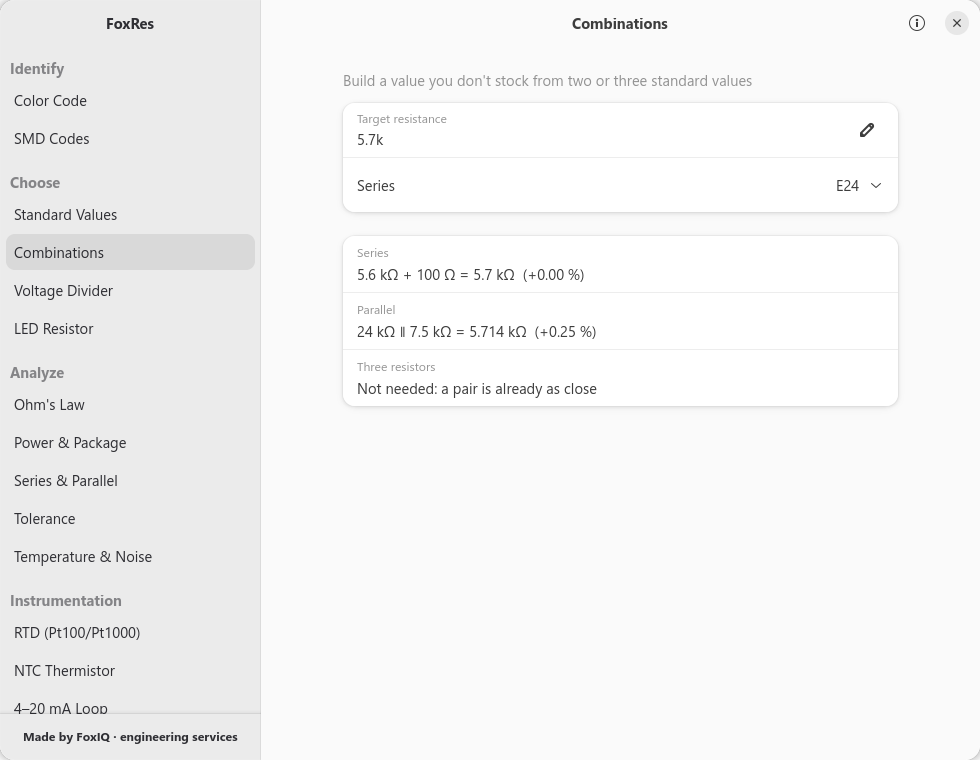 FoxRes
Combinations
Identify
Color Code
SMD Codes
Choose
Standard Values
Combinations
Voltage Divider
LED Resistor
Analyze
Ohm's Law
Power & Package
Series & Parallel
Tolerance
Temperature & Noise
Instrumentation
RTD (Pt100/Pt1000)
NTC Thermistor
4–20 mA Loop
Made by FoxIQ · engineering services
Build a value you don't stock from two or three standard values
Target resistance
5.7k
Series E24
Series
5.6 kΩ + 100 Ω = 5.7 kΩ (+0.00 %)
Parallel
24 kΩ ∥ 7.5 kΩ = 5.714 kΩ (+0.25 %)
Three resistors
Not needed: a pair is already as close